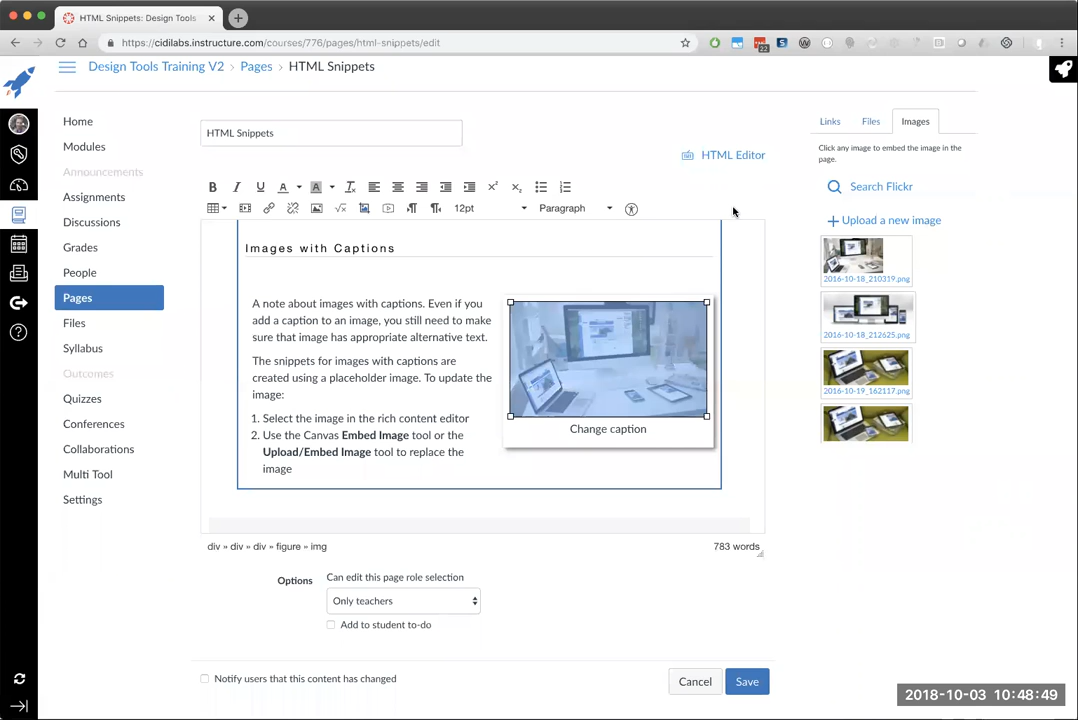 HTML Snippets: Design Tools
https://cidilabs.instructure.com/courses/776/pages/html-snippets/edit
22
Design Tools Training V2 > Pages > HTML Snippets
Home
Modules
Announcements
Assignments
Discussions
Grades
People
Pages
Files
Syllabus
Outcomes
Quizzes
Conferences
Collaborations
Multi Tool
Settings
HTML Snippets
HTML Editor
12pt
Paragraph
Images with Captions
A note about images with captions. Even if you
add a caption to an image, you still need to make
sure that image has appropriate alternative text.
The snippets for images with captions are
created using a placeholder image. To update the
image:
1. Select the image in the rich content editor
2. Use the Canvas Embed Image tool or the
Upload/Embed Image tool to replace the
image
Change caption
div » div » div » figure » img
783 words
Options
Can edit this page role selection
Only teachers
Add to student to-do
Notify users that this content has changed
Cancel
Save
Links
Files
Images
Click any image to embed the image in the
page.
Search Flickr
Upload a new image
2016-10-18_210319.png
2016-10-18_212625.png
2016-10-19_162117.png
2018-10-03 10:48:49